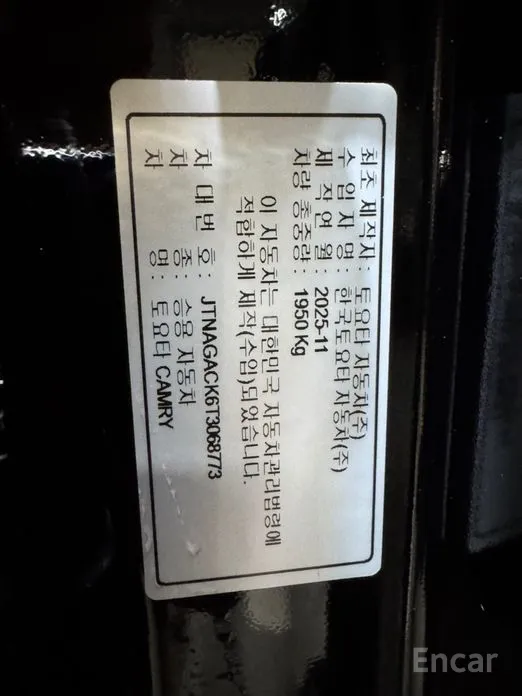 최초 제작자 : 토요타 자동차(주)
수 입 자 명 : 한국토요타 자동차(주)
제 작 연 월 : 2025-11
차량 총중량 : 1950 Kg
이 자동차는 대한민국 자동차관리법령에
적합하게 제작(수입)되었습니다.
차 대 번 호 : JTNAGACK6T3068773
차 종 : 승용 자동차
차 명 : 토요타 CAMRY
Encar